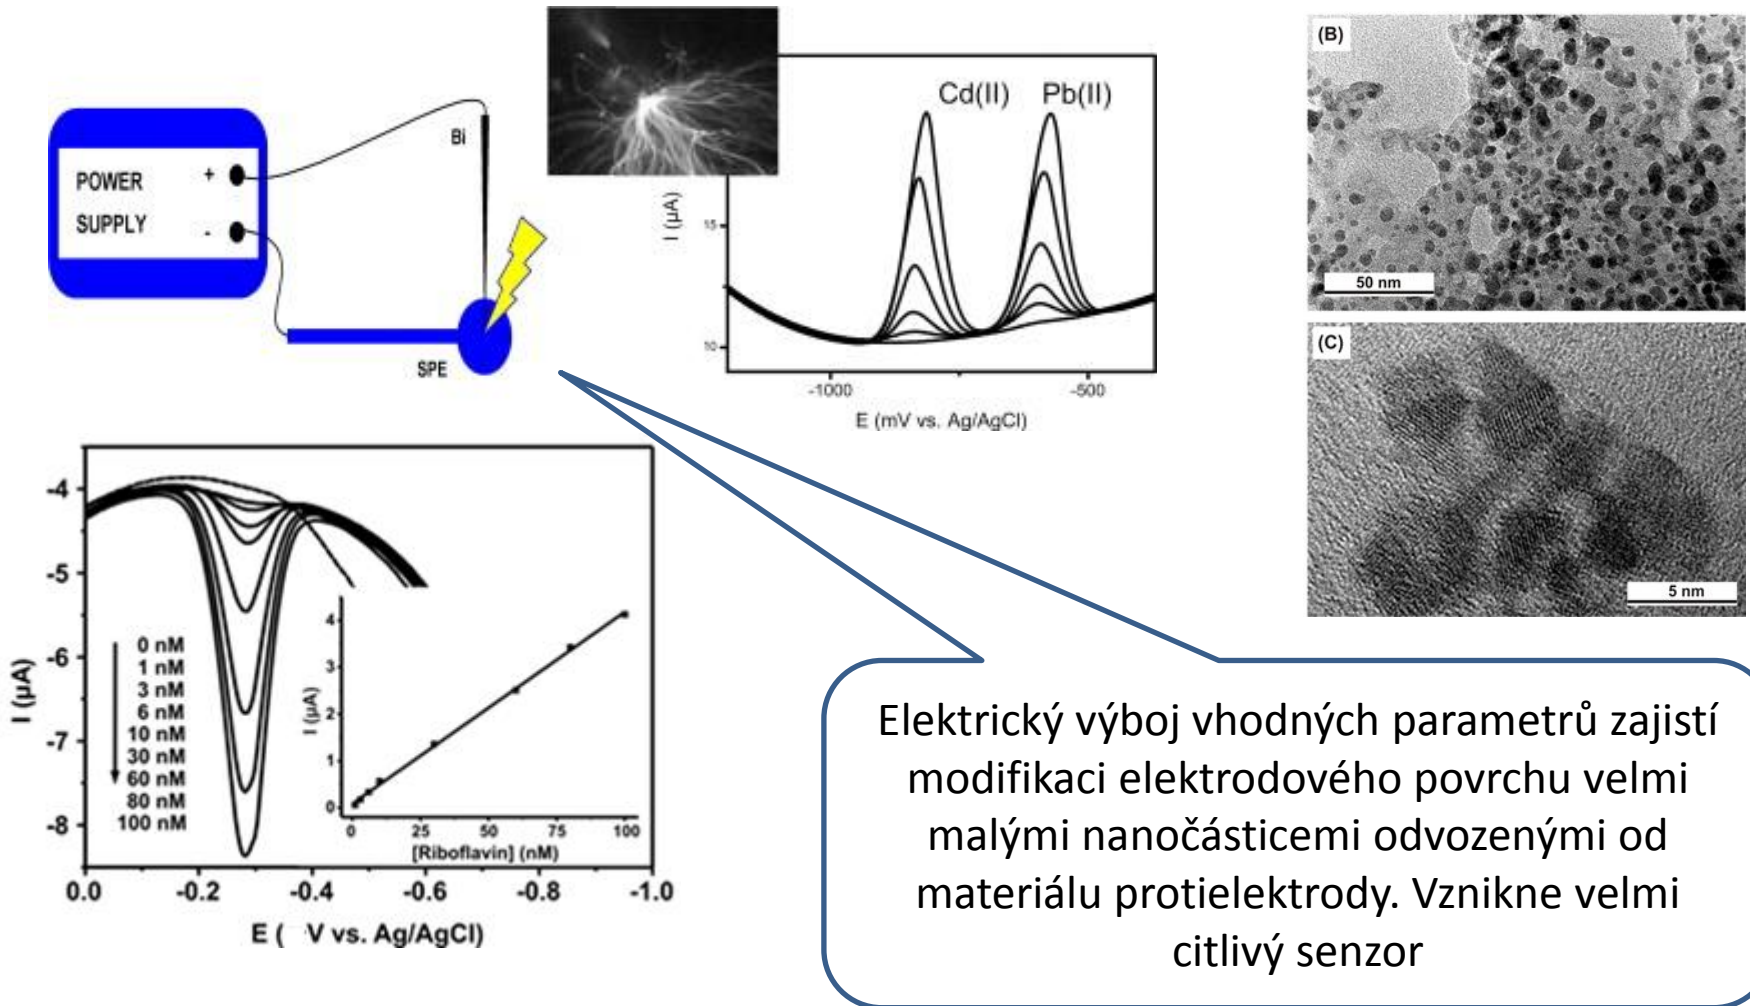 POWER
SUPPLY
+
-
Bi
SPE
Cd(II) Pb(II)
I (µA)
15
10
-1000
-500
E (mV vs. Ag/AgCl)
(B)
50 nm
(C)
5 nm
-4
-5
-6
-7
-8
I (µA)
0 nM
1 nM
3 nM
6 nM
10 nM
30 nM
60 nM
80 nM
100 nM
4
3
2
1
0
I (µA)
0 25 50 75 100
[Riboflavin] (nM)
0.0 -0.2 -0.4 -0.6 -0.8 -1.0
E ( V vs. Ag/AgCl)
Elektrický výboj vhodných parametrů zajistí
modifikaci elektrodového povrchu velmi
malými nanočásticemi odvozenými od
materiálu protielektrody. Vznikne velmi
citlivý senzor